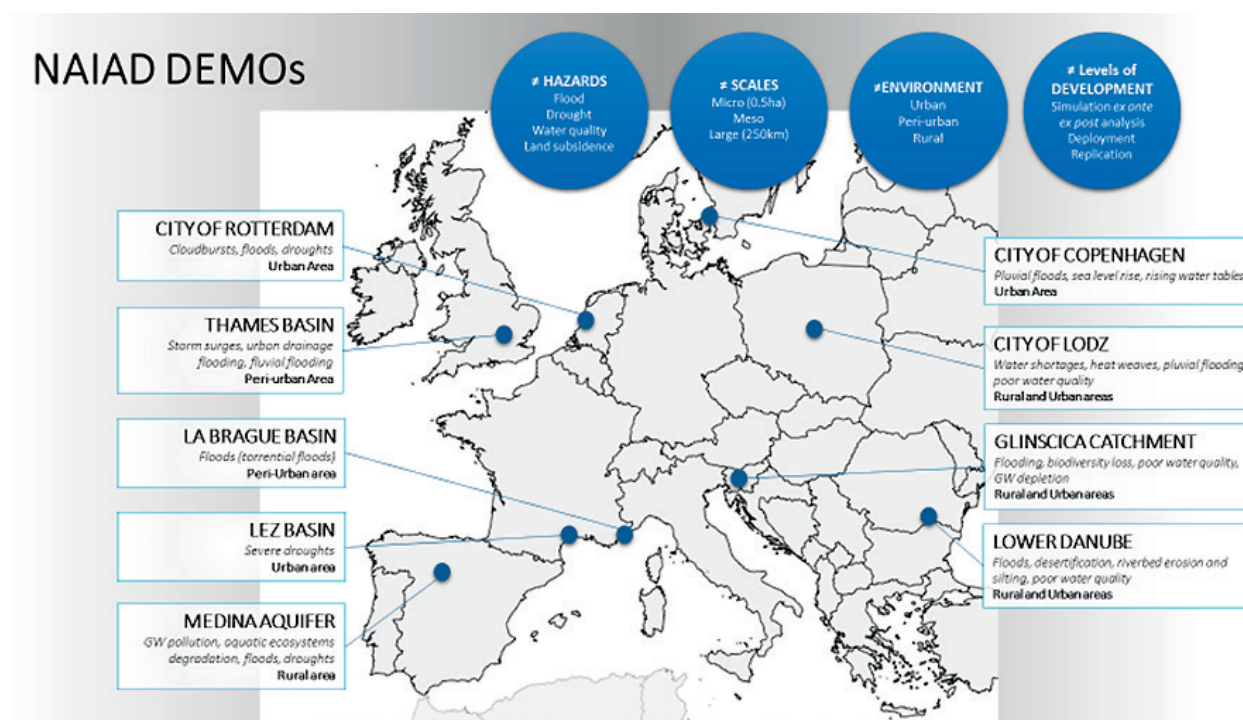 NAIAD DEMOs
≠ HAZARDS
Flood
Drought
Water quality
Land subsidence
≠ SCALES
Micro (0.5ha)
Meso
Large (250km)
≠ENVIRONMENT
Urban
Peri-urban
Rural
≠ Levels of
DEVELOPMENT
Simulation ex ante
ex post analysis
Deployment
Replication
CITY OF ROTTERDAM
Cloudbursts, floods, droughts
Urban Area
THAMES BASIN
Storm surges, urban drainage
flooding, fluvial flooding
Peri-urban Area
LA BRAGUE BASIN
Floods (torrential floods)
Peri-Urban area
LEZ BASIN
Severe droughts
Urban area
MEDINA AQUIFER
GW pollution, aquatic ecosystems
degradation, floods, droughts
Rural area
CITY OF COPENHAGEN
Pluvial floods, sea level rise, rising water tables
Urban Area
CITY OF LODZ
Water shortages, heat weaves, pluvial flooding
poor water quality
Rural and Urban areas
GLINSCICA CATCHMENT
Flooding, biodiversity loss, poor water quality,
GW depletion
Rural and Urban areas
LOWER DANUBE
Floods, desertification, riverbed erosion and
silting, poor water quality
Rural and Urban areas